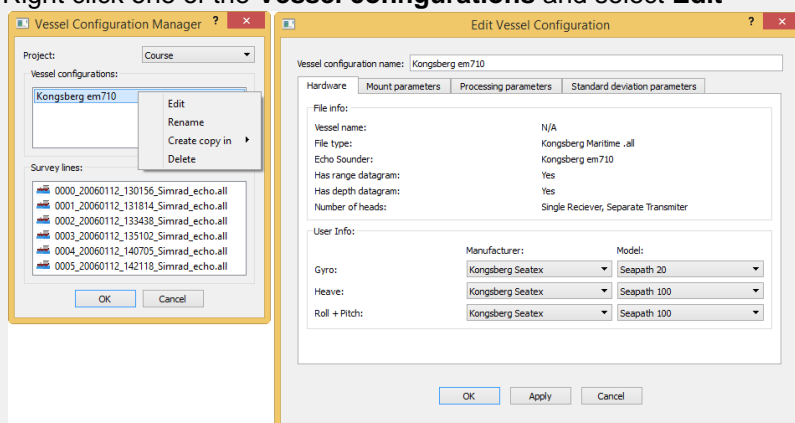 Right click one of the Vessel configurations and select Edit
Vessel Configuration Manager ? ×
Project: Course
Vessel configurations:
Kongsberg em710
Edit
Rename
Create copy in
Delete
Survey lines:
0000_20060112_130156_Simrad_echo.all
0001_20060112_131814_Simrad_echo.all
0002_20060112_133438_Simrad_echo.all
0003_20060112_135102_Simrad_echo.all
0004_20060112_140705_Simrad_echo.all
0005_20060112_142118_Simrad_echo.all
OK Cancel
Edit Vessel Configuration ? ×
Vessel configuration name: Kongsberg em710
Hardware Mount parameters Processing parameters Standard deviation parameters
File info:
Vessel name: N/A
File type: Kongsberg Maritime .all
Echo Sounder: Kongsberg em710
Has range datagram: Yes
Has depth datagram: Yes
Number of heads: Single Reciever, Separate Transmiter
User Info:
Manufacturer: Model:
Gyro: Kongsberg Seatex Seapath 20
Heave: Kongsberg Seatex Seapath 100
Roll + Pitch: Kongsberg Seatex Seapath 100
OK Apply Cancel